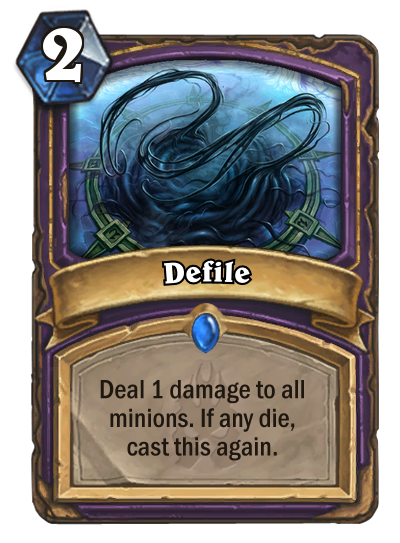 2
Defile
Deal 1 damage to all
minions. If any die,
cast this again.